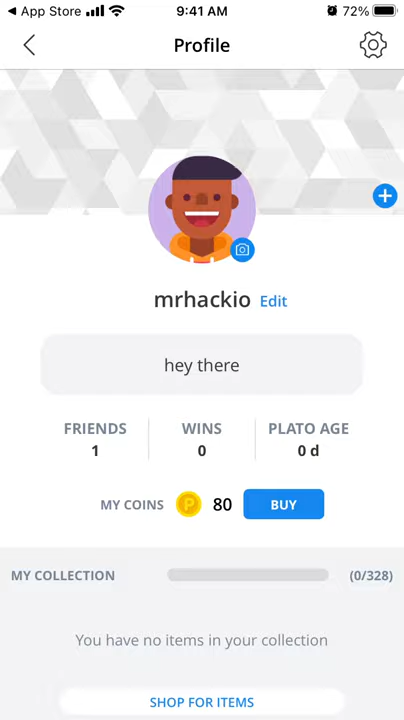 App Store 9:41 AM 72%
Profile
mrhackio Edit
hey there
FRIENDS WINS PLATO AGE
1 0 0 d
MY COINS P 80 BUY
MY COLLECTION (0/328)
You have no items in your collection
SHOP FOR ITEMS